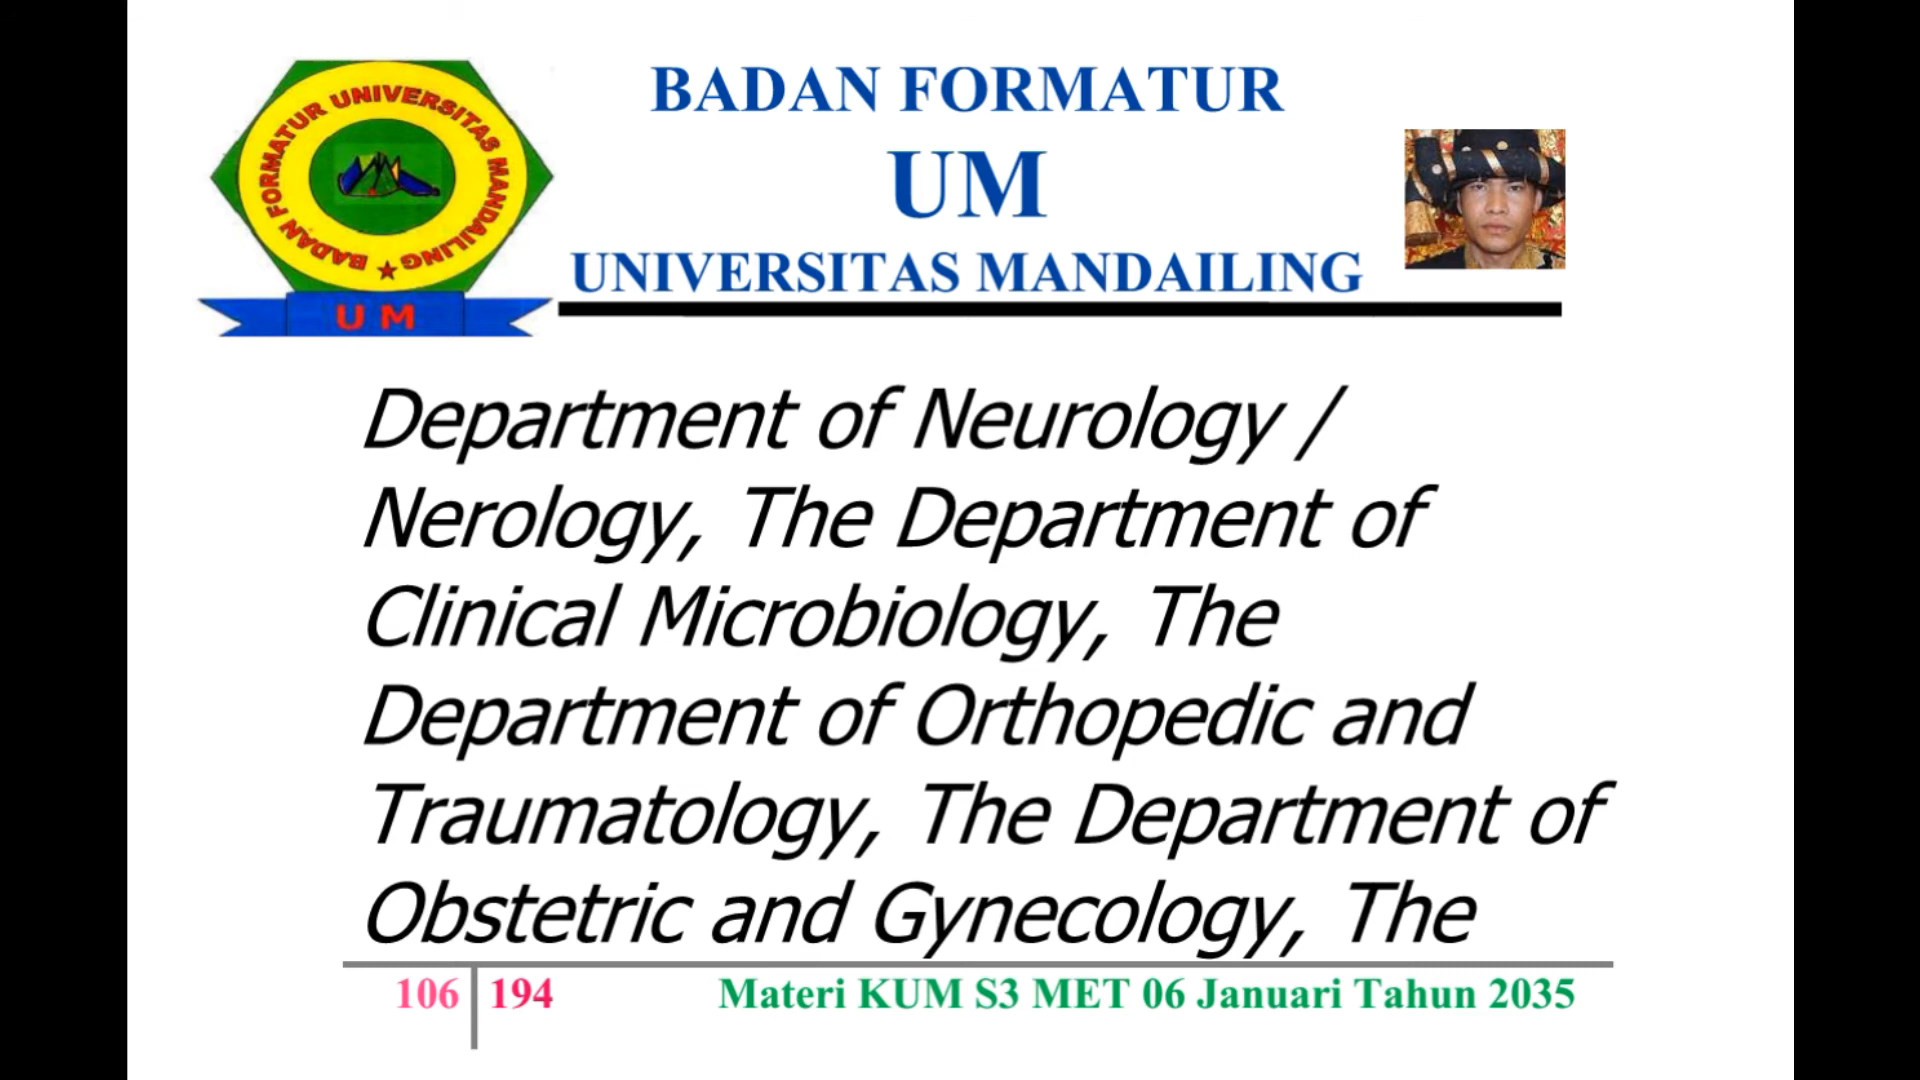 BADAN FORMATUR UNIVERSITAS MANDAILING
U M
BADAN FORMATUR
UM
UNIVERSITAS MANDAILING
Department of Neurology /
Nerology, The Department of
Clinical Microbiology, The
Department of Orthopedic and
Traumatology, The Department of
Obstetric and Gynecology, The
106 194 Materi KUM S3 MET 06 Januari Tahun 2035